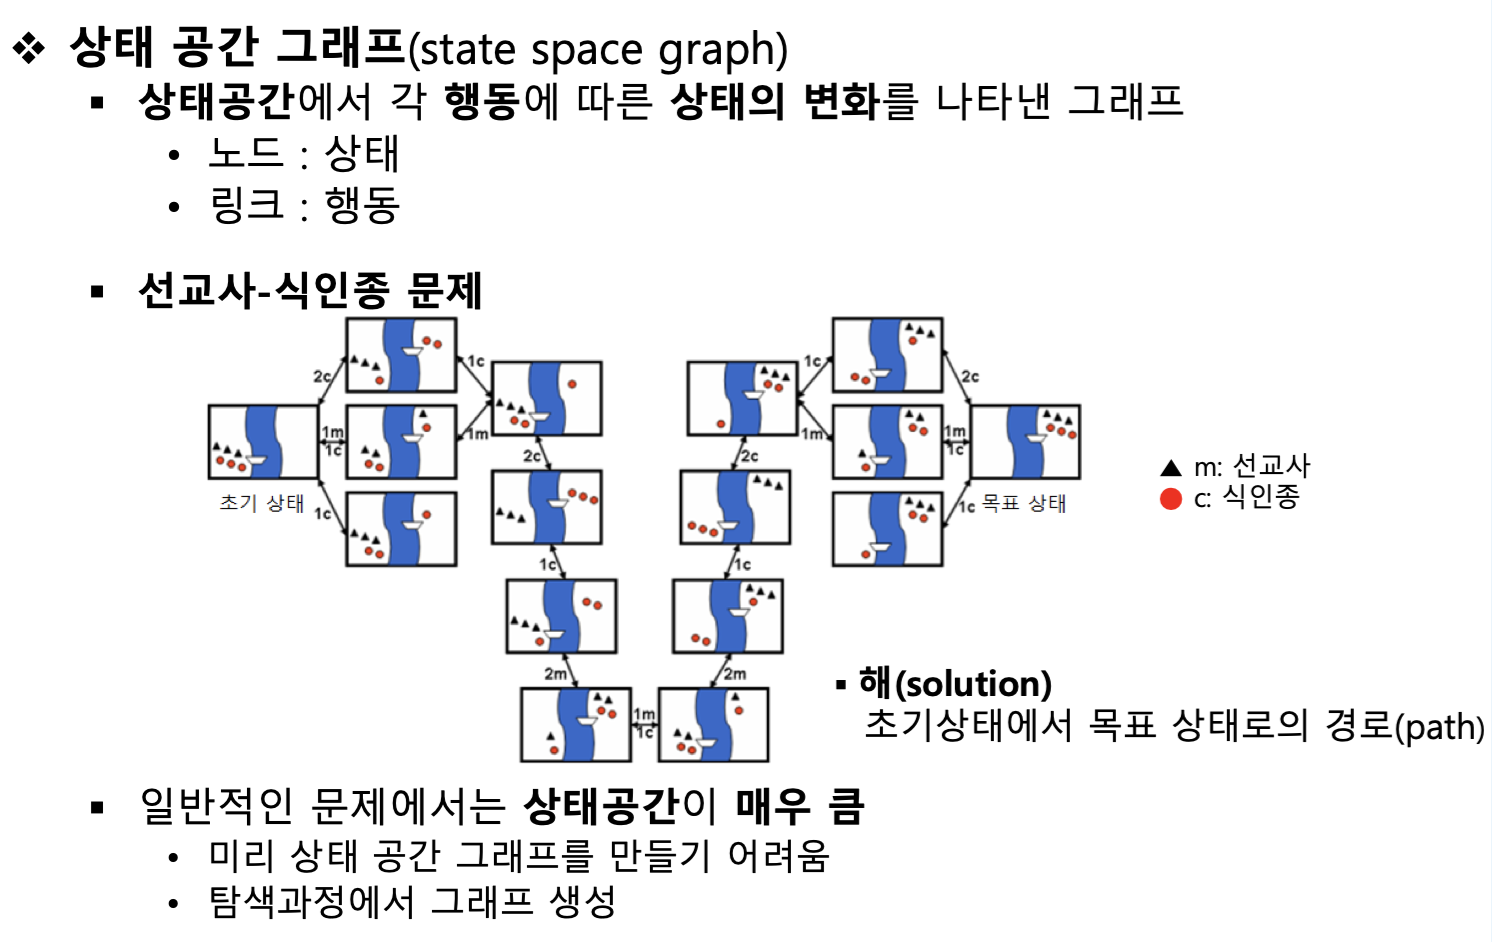 ❖ 상태 공간 그래프(state space graph)
▪ 상태공간에서 각 행동에 따른 상태의 변화를 나타낸 그래프
• 노드 : 상태
• 링크 : 행동
▪ 선교사-식인종 문제
2c
1c
1m
1c
1m
초기 상태
1c
2c
1c
2m
1m
1c
1c
2c
1m
1m
1c
1c 목표 상태
2c
1c
2m
▲ m: 선교사
● c: 식인종
▪ 해(solution)
초기상태에서 목표 상태로의 경로(path)
▪ 일반적인 문제에서는 상태공간이 매우 큼
• 미리 상태 공간 그래프를 만들기 어려움
• 탐색과정에서 그래프 생성